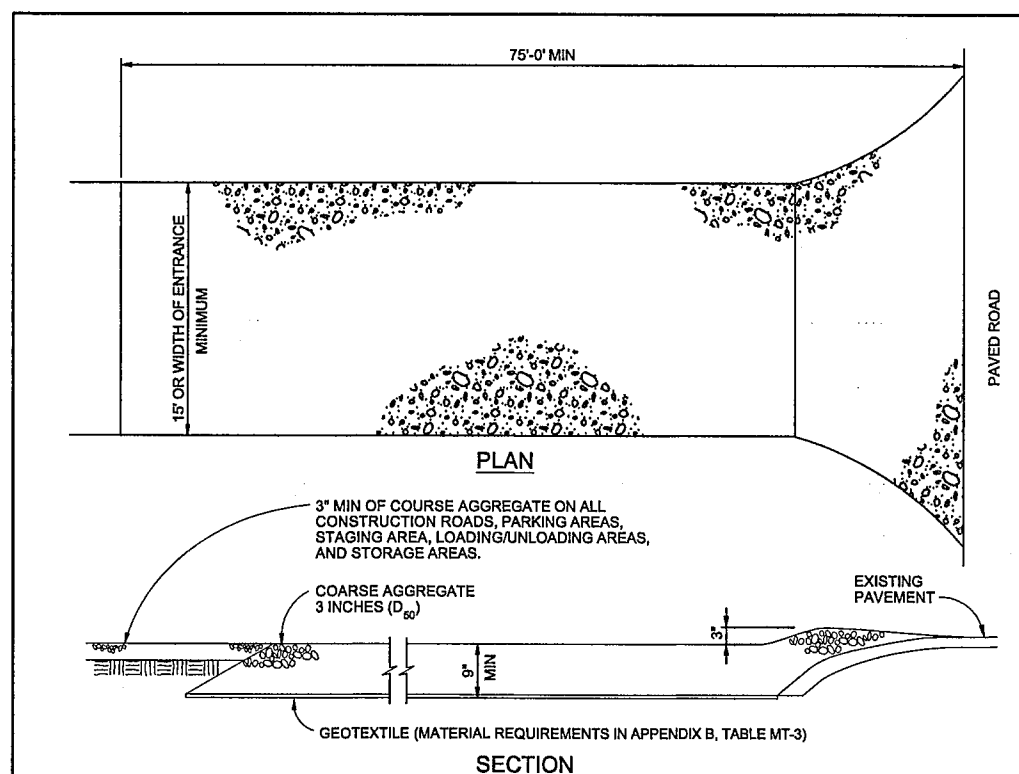 75'-0' MIN
15' OR WIDTH OF ENTRANCE
MINIMUM
PAVED ROAD
PLAN
3" MIN OF COURSE AGGREGATE ON ALL
CONSTRUCTION ROADS, PARKING AREAS,
STAGING AREA, LOADING/UNLOADING AREAS,
AND STORAGE AREAS.
COARSE AGGREGATE
3 INCHES (D50)
EXISTING
PAVEMENT
3"
9"
MIN
GEOTEXTILE (MATERIAL REQUIREMENTS IN APPENDIX B, TABLE MT-3)
SECTION